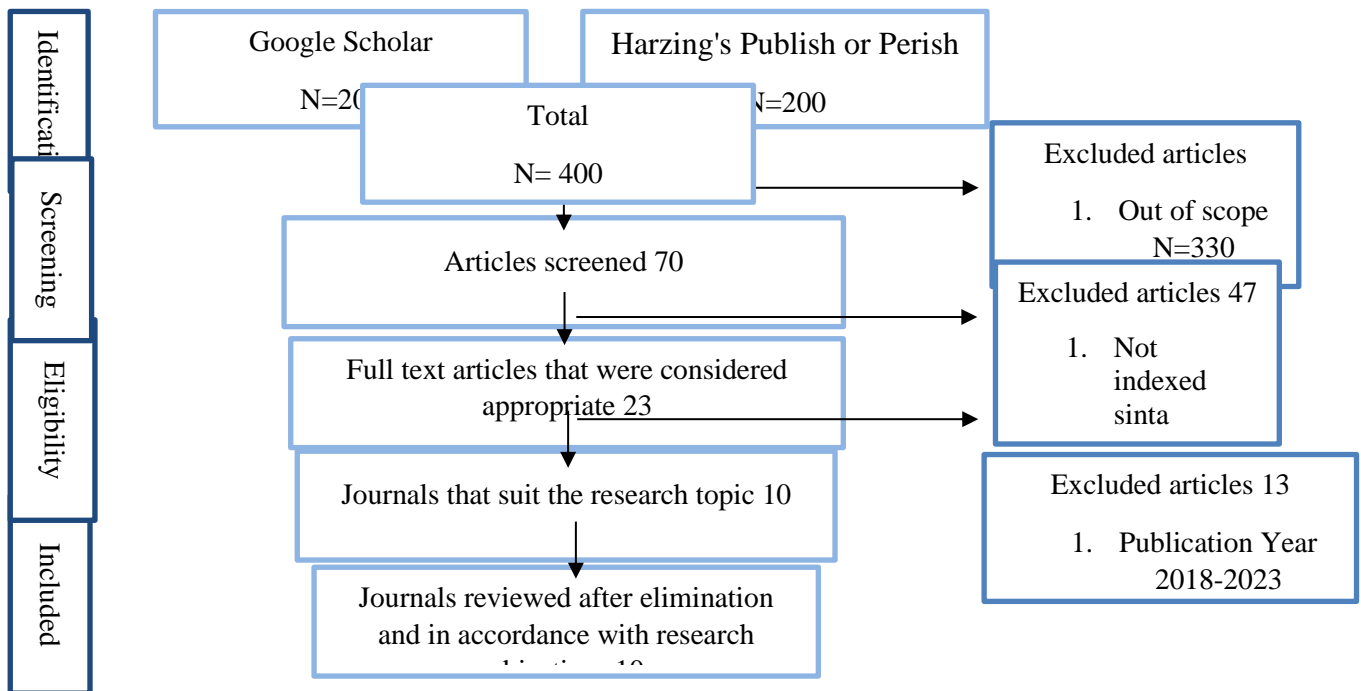 Google Scholar
Harzing's Publish or Perish
N=20
N=200
Total
N= 400
Excluded articles
1. Out of scope
N=330
Articles screened 70
Excluded articles 47
1. Not
indexed
sinta
Full text articles that were considered
appropriate 23
Journals that suit the research topic 10
Excluded articles 13
1. Publication Year
2018-2023
Journals reviewed after elimination
and in accordance with research
Identificati
Screening
Eligibility
Included